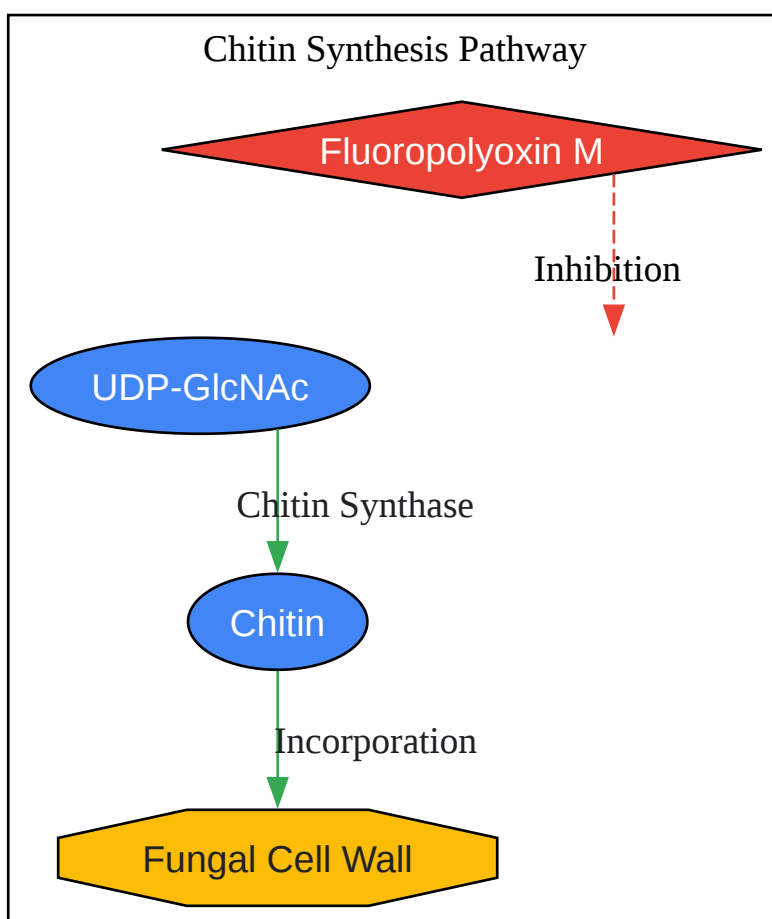 Chitin Synthesis Pathway
Fluoropolyoxin M
Inhibition
UDP-GlcNAc
Chitin Synthase
Chitin
Incorporation
Fungal Cell Wall